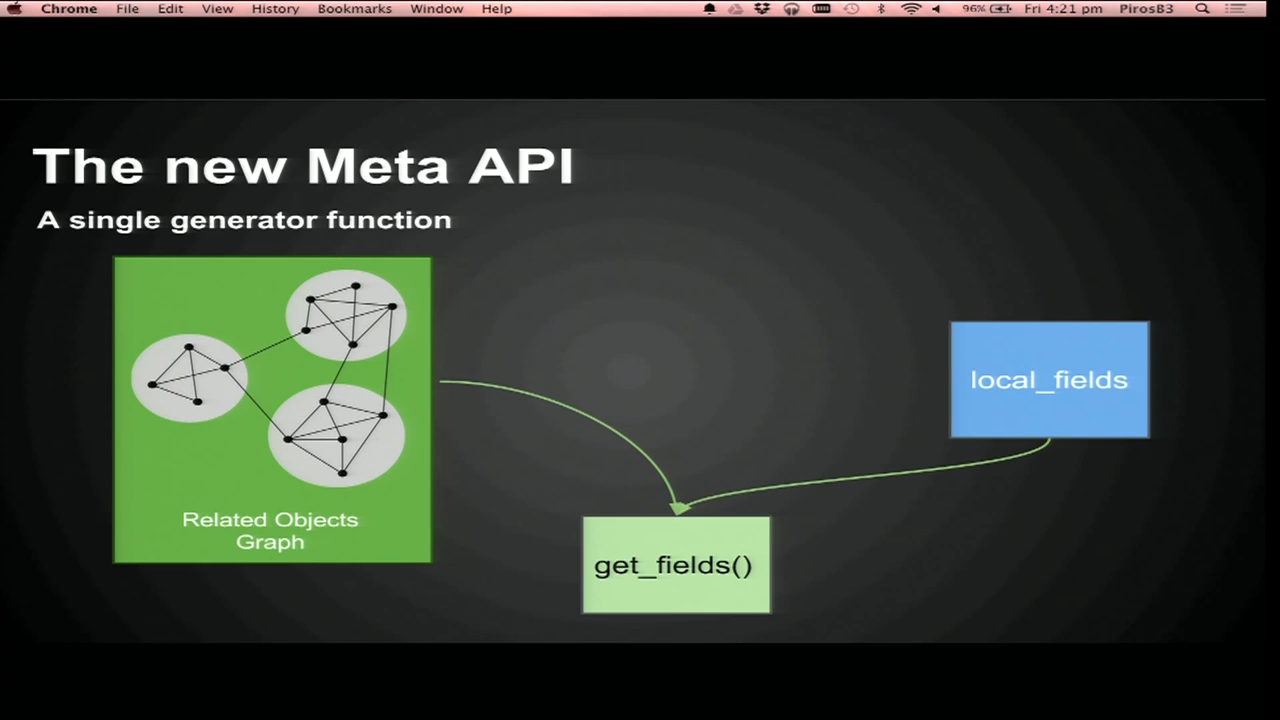 Chrome File Edit View History Bookmarks Window Help 96% Fri 4:21 pm PirosB3
The new Meta API
A single generator function
local_fields
Related Objects
Graph
get_fields()